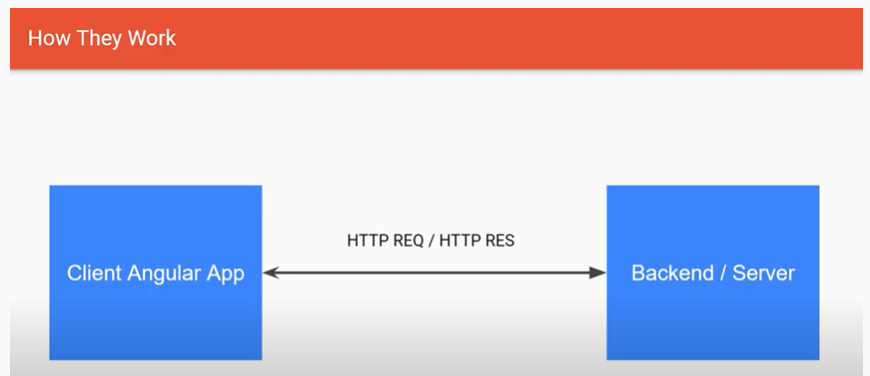 How They Work
HTTP REQ / HTTP RES
Client Angular App
Backend / Server